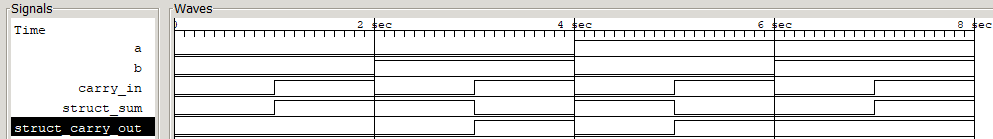 Signals
Waves
Time
0 2 sec 4 sec 6 sec 8 sec
a
b
carry_in
struct_sum
struct_carry_out